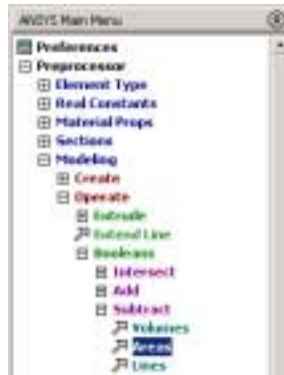 ANSYS Main Menu
Preferences
Preprocessor
Element Type
Real Constants
Material Props
Sections
Modeling
Create
Operate
Extrude
Extend Line
Booleans
Intersect
Add
Subtract
Volumes
Areas
Lines